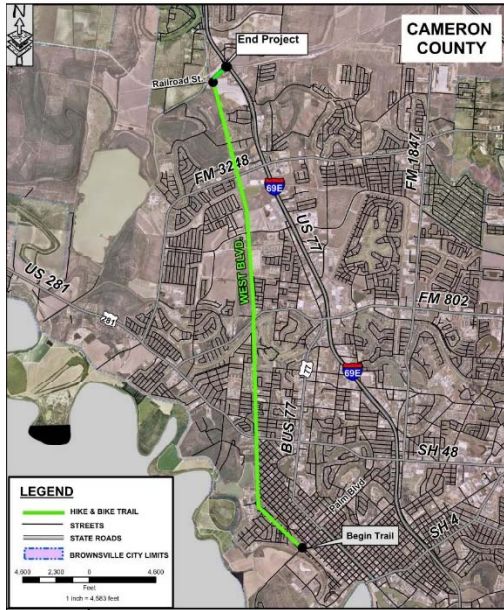 N
End Project
CAMERON
COUNTY
Railroad St.
FM 3248
FM 1847
69E
US 77
WEST BLVD.
US 281
281
FM 802
77
69E
BUS 77
SH 48
Palm Blvd
SH 4
Begin Trail
LEGEND
HIKE & BIKE TRAIL
STREETS
STATE ROADS
BROWNSVILLE CITY LIMITS
4,600 2,300 0 4,600
Feet
1 inch = 4,583 feet